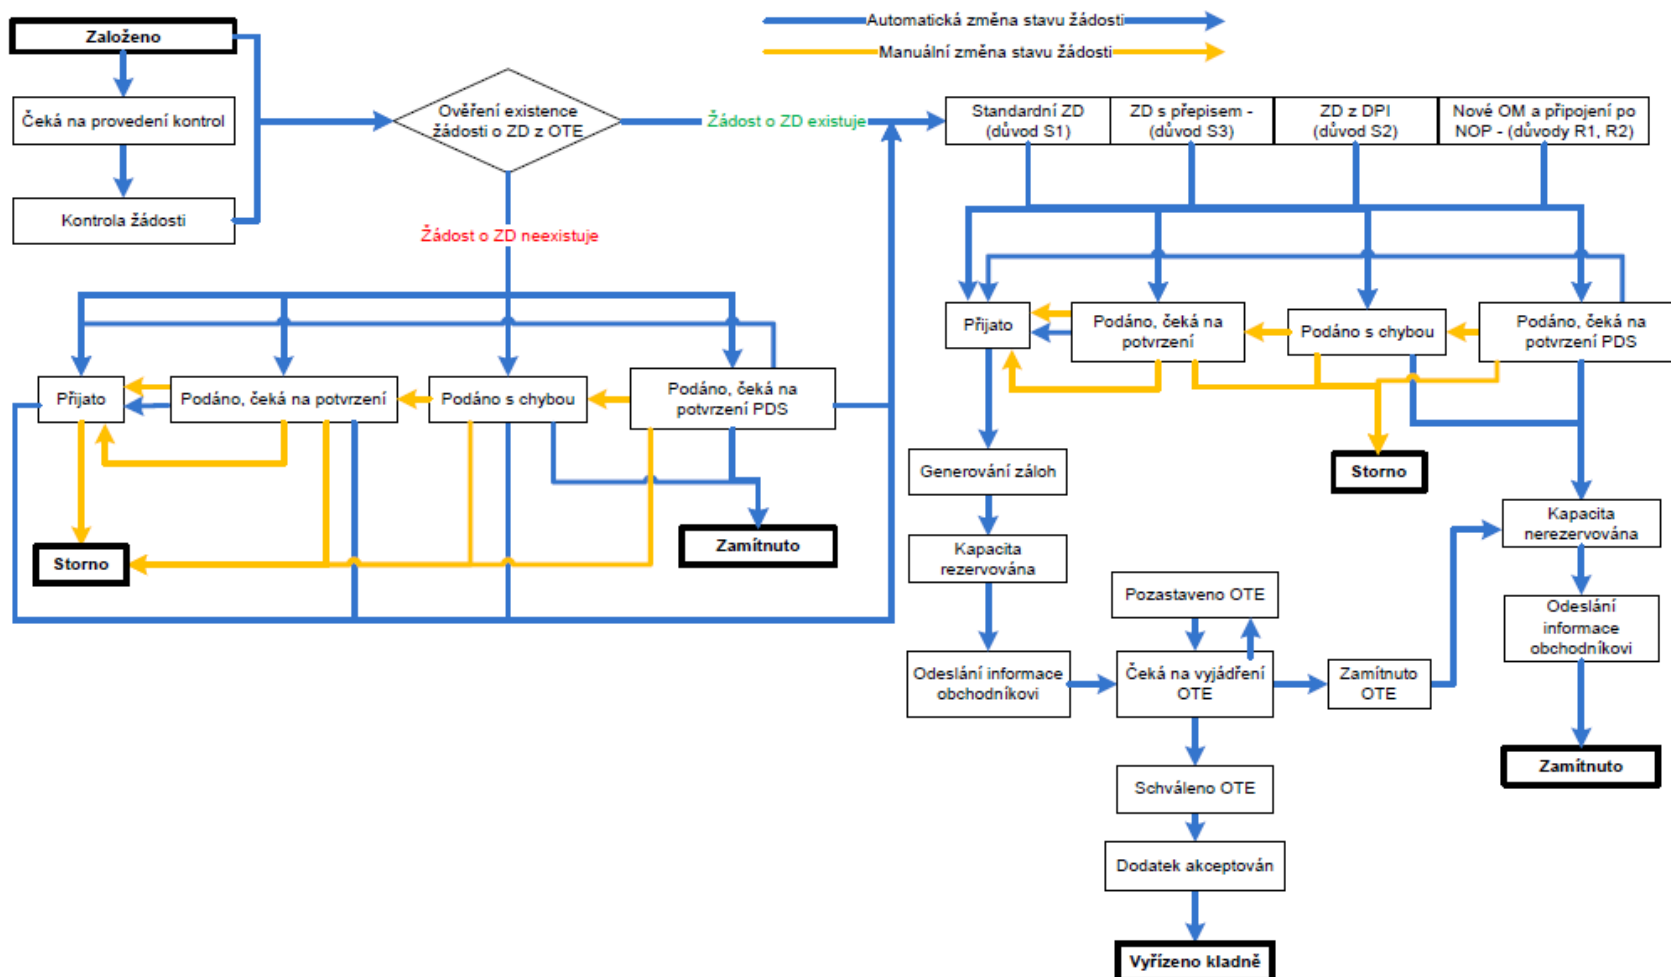 Automatická změna stavu žádosti
Manuální změna stavu žádosti
Založeno
Čeká na provedení kontrol
Kontrola žádosti
Ověření existence
žádosti o ZD z OTE
Žádost o ZD existuje
Žádost o ZD neexistuje
Standardní ZD
(důvod S1)
ZD s přepisem -
(důvod S3)
ZD z DPI
(důvod S2)
Nové OM a připojení po
NOP - (důvody R1, R2)
Přijato
Podáno, čeká na potvrzení
Podáno s chybou
Podáno, čeká na
potvrzení PDS
Storno
Zamítnuto
Přijato
Podáno, čeká na
potvrzení
Podáno s chybou
Podáno, čeká na
potvrzení PDS
Generování záloh
Storno
Kapacita
rezervována
Kapacita
nerezervována
Pozastaveno OTE
Odeslání
informace
obchodníkovi
Odeslání informace
obchodníkovi
Čeká na vyjádření
OTE
Zamítnuto
OTE
Zamítnuto
Schváleno OTE
Dodatek akceptován
Vyřízeno kladně